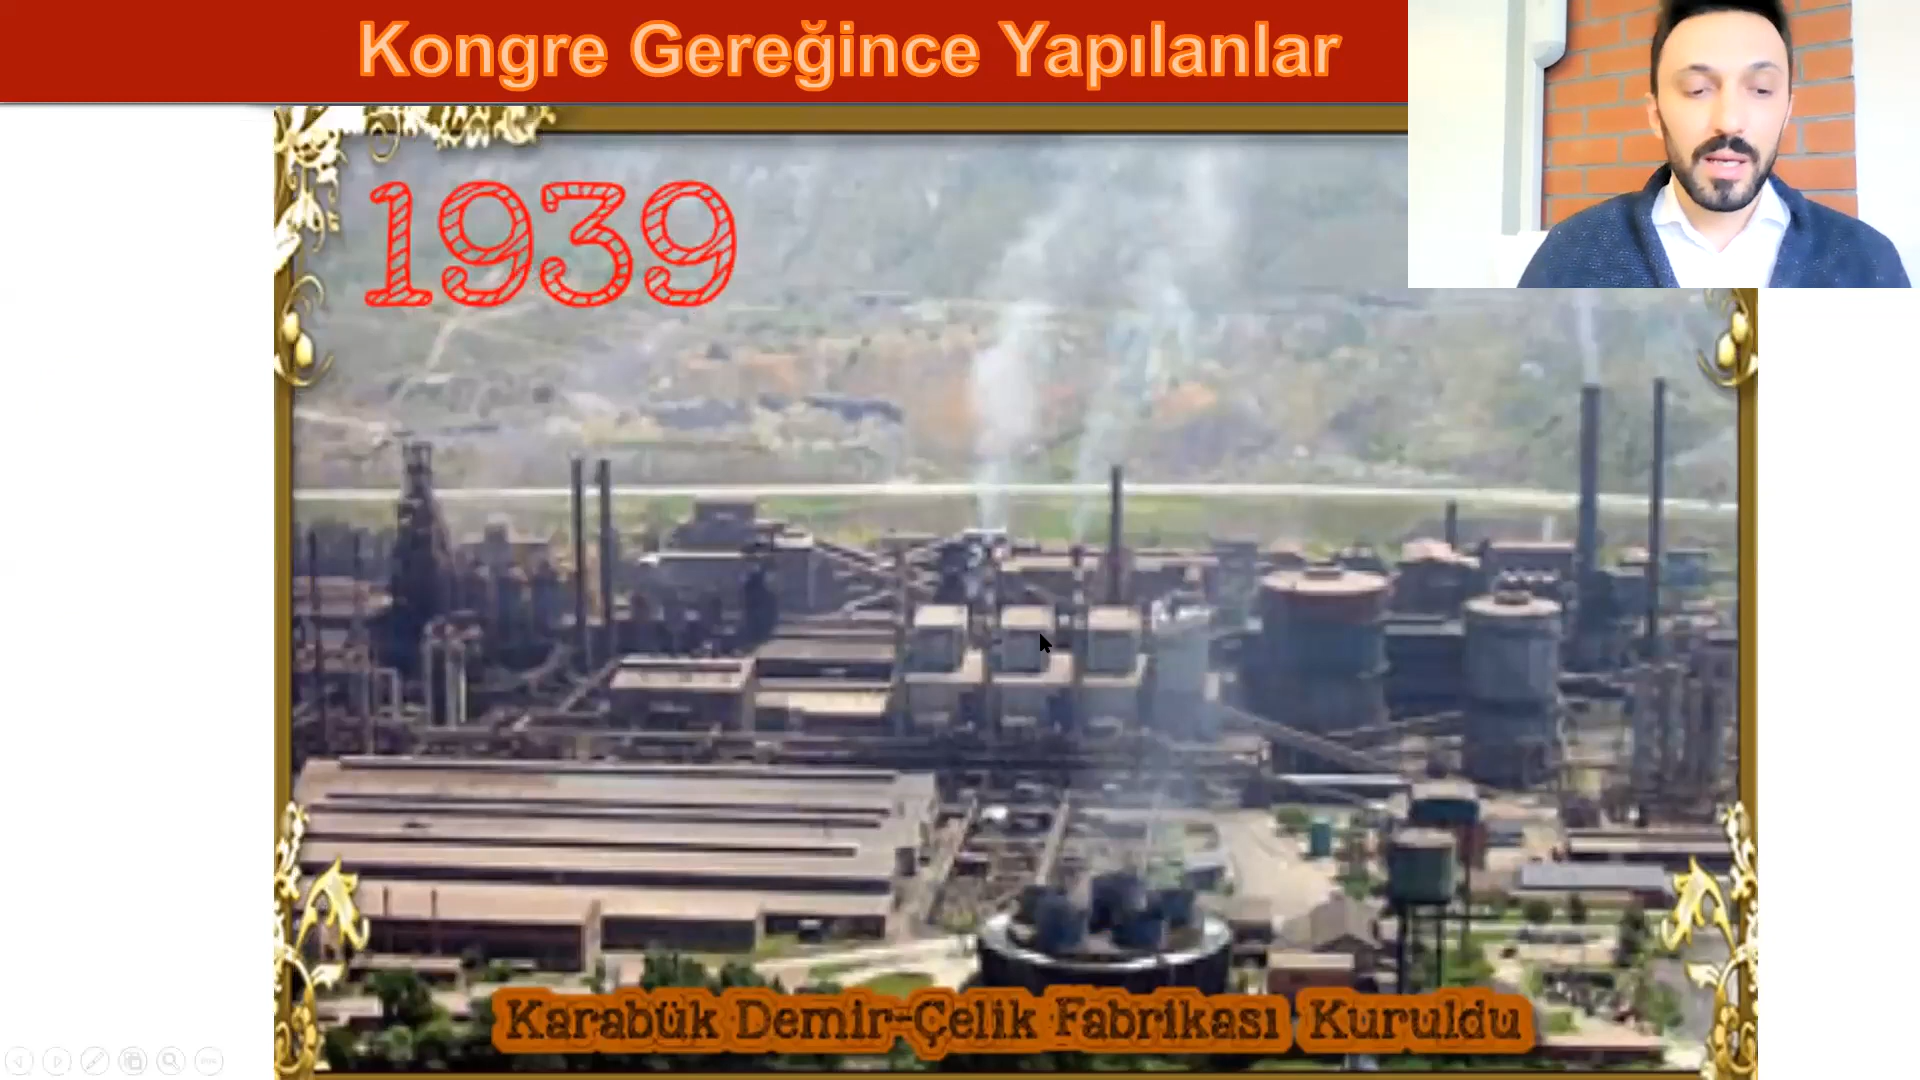 Kongre Gereğince Yapılanlar
1939
Karabük Demir-Çelik Fabrikası Kuruldu